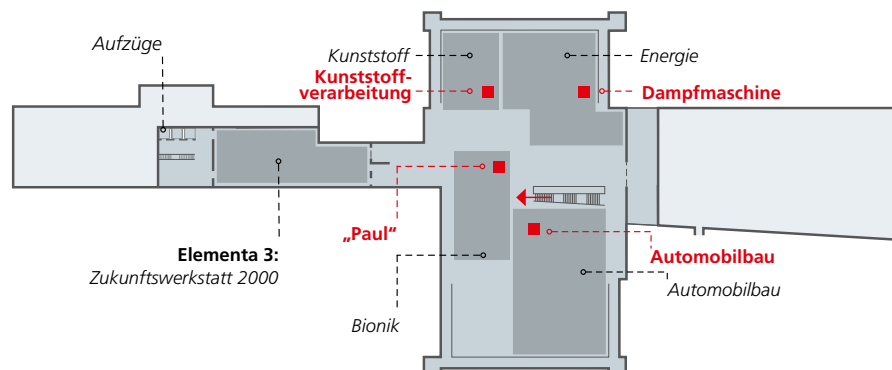 Aufzüge
Kunststoff
Energie
Kunststoff-
verarbeitung
Dampfmaschine
„Paul“
Elementa 3:
Zukunftswerkstatt 2000
Automobilbau
Automobilbau
Bionik